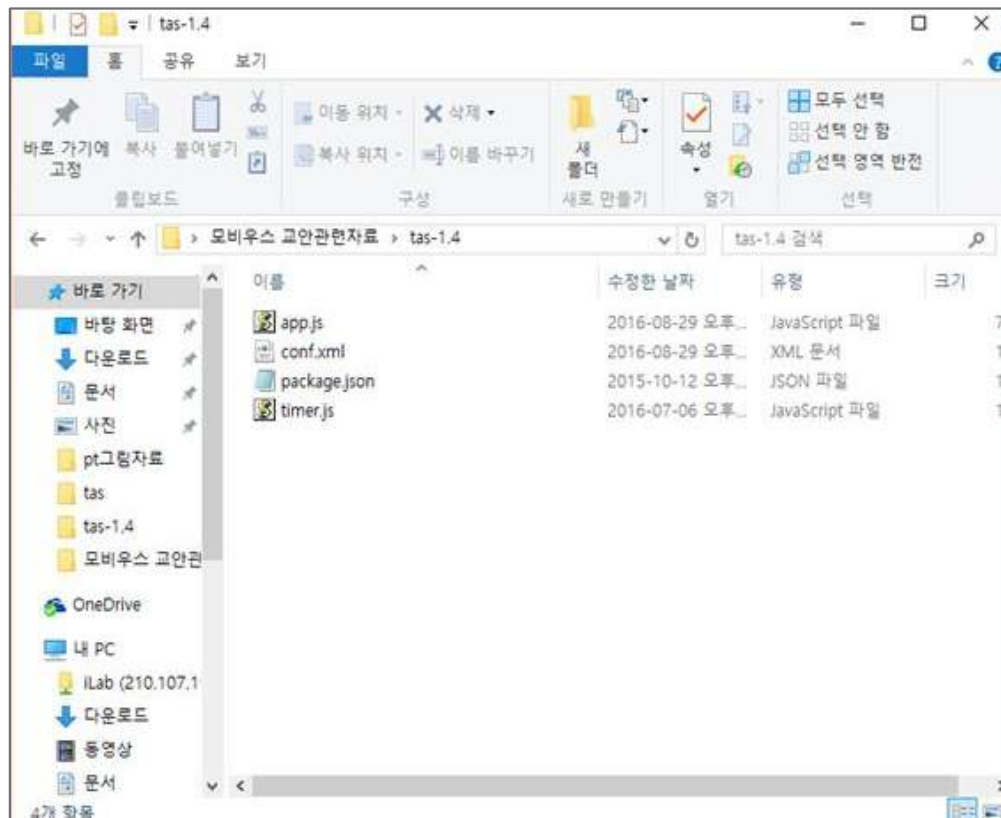 tas-1.4
파일 홈 공유 보기
바로 가기에 고정
복사
붙여넣기
이동 위치
복사 위치
삭제
이름 바꾸기
새 폴더
속성
모두 선택
선택 안 함
선택 영역 반전
클립보드 구성 새로 만들기 열기 선택
모비우스 교안관련자료 › tas-1.4
tas-1.4 검색
이름 수정한 날짜 유형 크기
app.js 2016-08-29 오후... JavaScript 파일 7
conf.xml 2016-08-29 오후... XML 문서 1
package.json 2015-10-12 오후... JSON 파일 1
timer.js 2016-07-06 오후... JavaScript 파일 1
바로 가기
바탕 화면
다운로드
문서
사진
pt그림자료
tas
tas-1.4
모비우스 교안관
OneDrive
내 PC
iLab (210.107.1
다운로드
동영상
문서
4개 항목